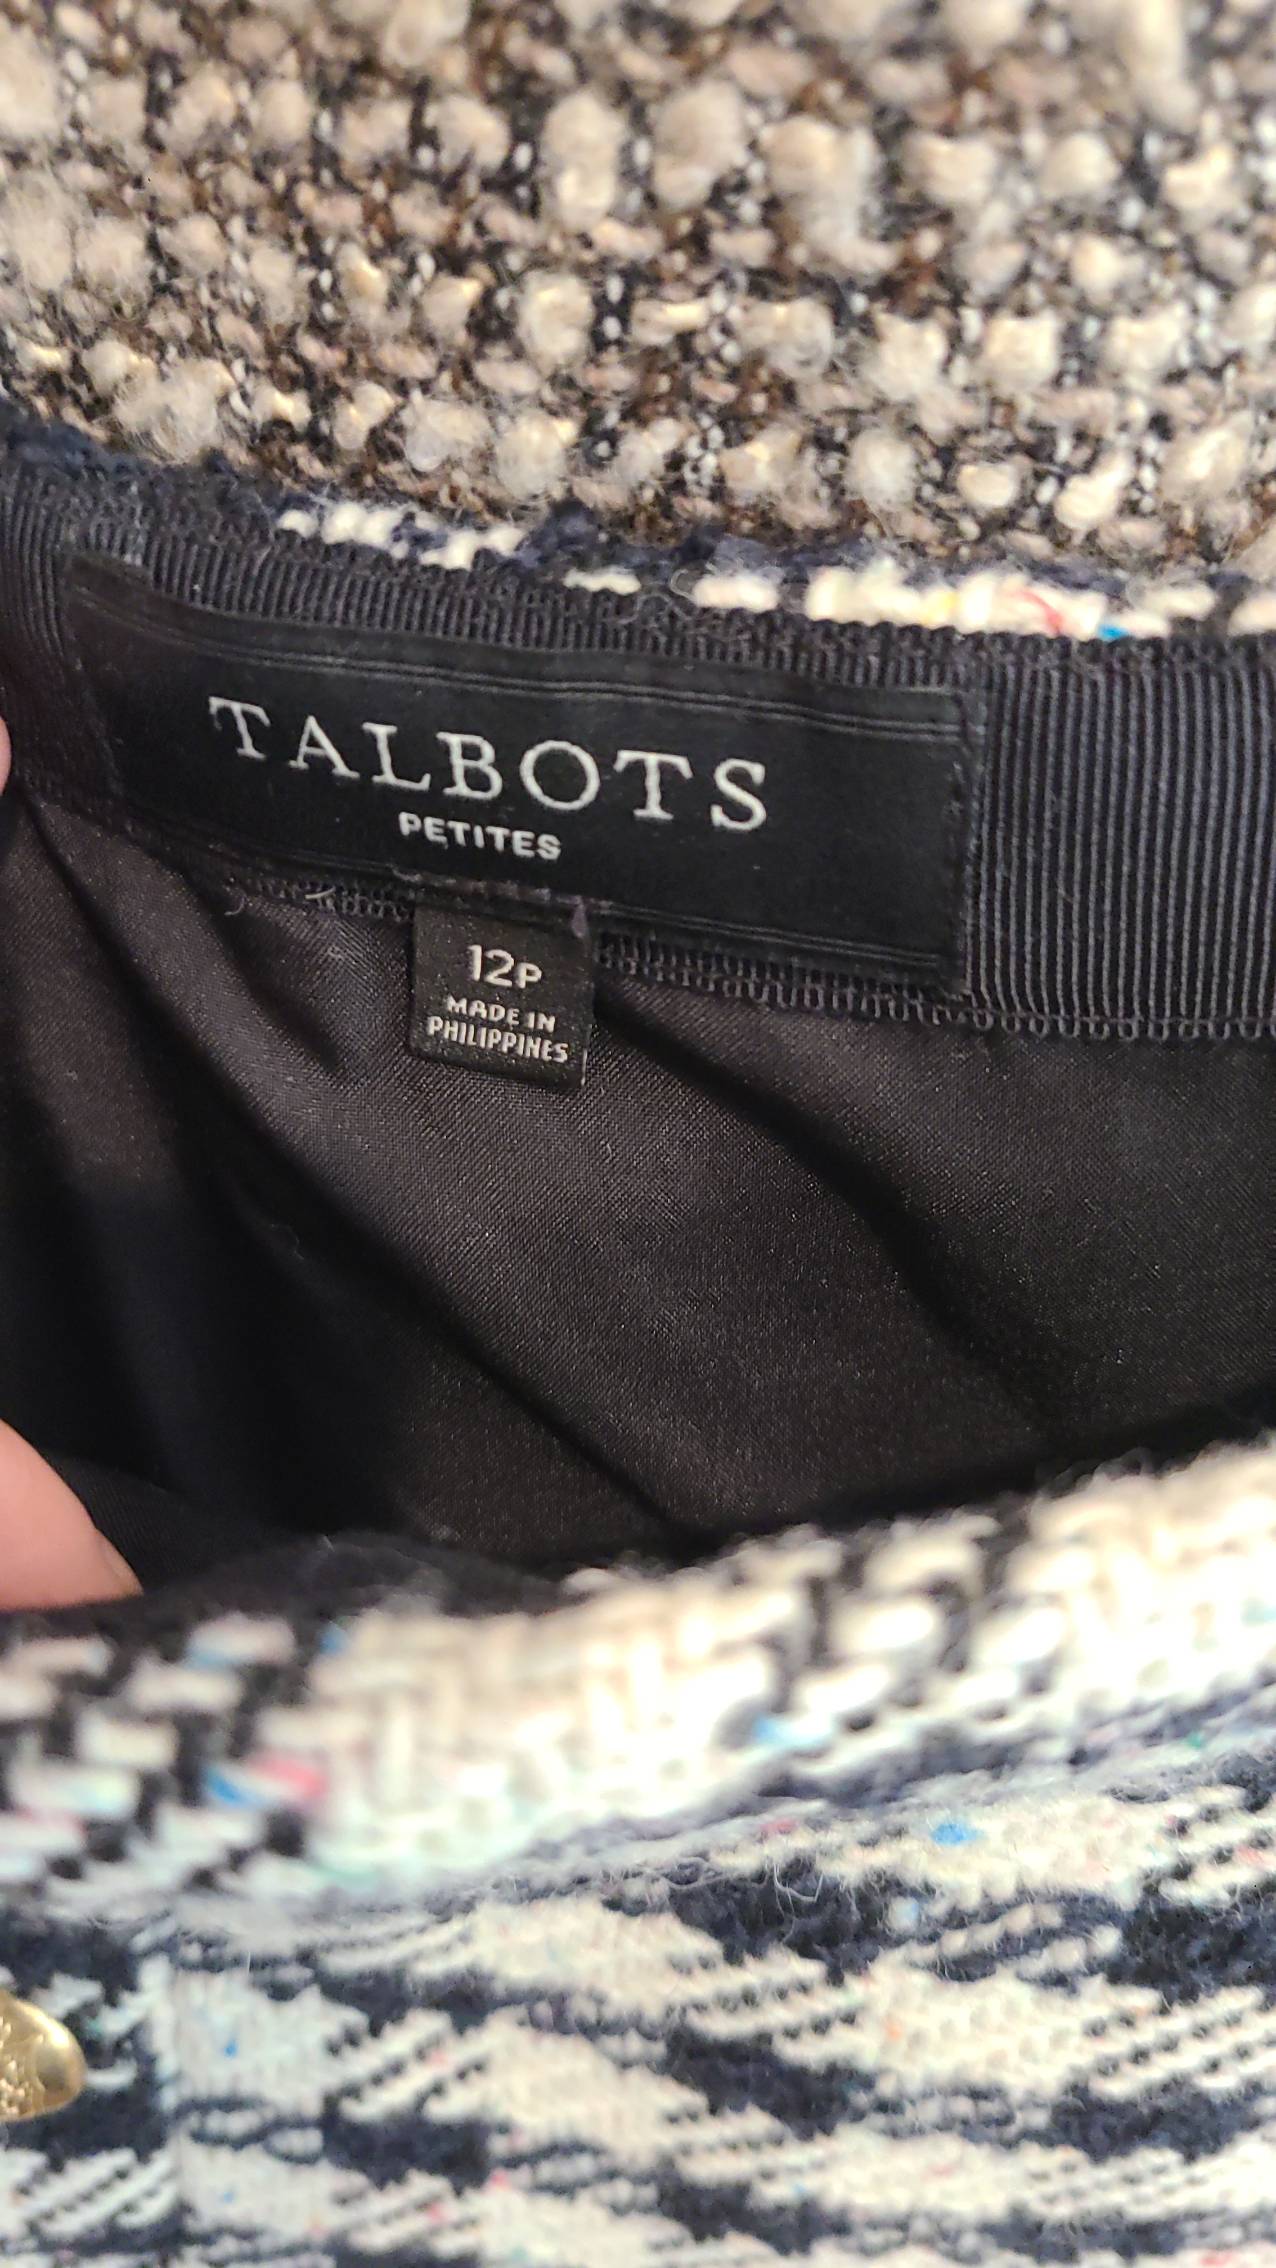 TALBOTS
PETITES
12P
MADE IN
PHILIPPINES